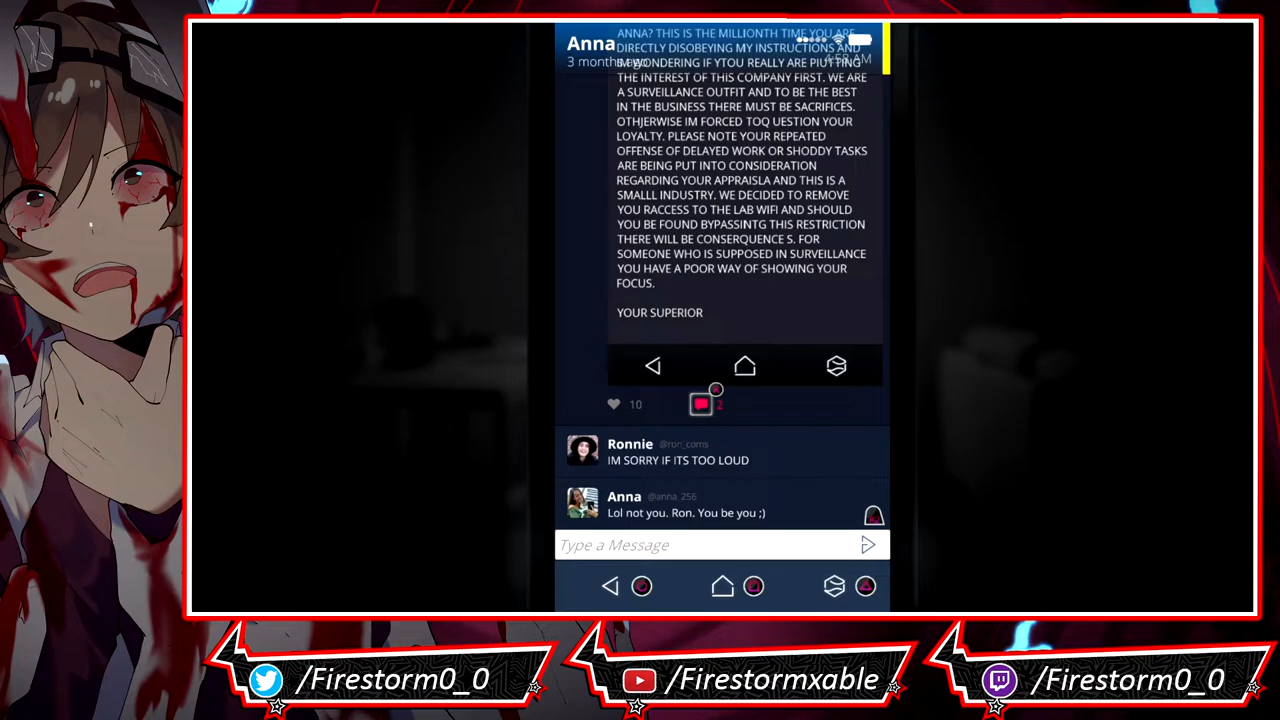 ANNA? THIS IS THE MILLIONTH TIME YOU ARE
Anna
DIRECTLY DISOBEYING MY INSTRUCTIONS AND
3 months ago
4:58 AM
IM WONDERING IF YTOU REALLY ARE PIUTTING
THE INTEREST OF THIS COMPANY FIRST. WE ARE
A SURVEILLANCE OUTFIT AND TO BE THE BEST
IN THE BUSINESS THERE MUST BE SACRIFICES.
OTHJERWISE IM FORCED TOQ UESTION YOUR
LOYALTY. PLEASE NOTE YOUR REPEATED
OFFENSE OF DELAYED WORK OR SHODDY TASKS
ARE BEING PUT INTO CONSIDERATION
REGARDING YOUR APPRAISLA AND THIS IS A
SMALLL INDUSTRY. WE DECIDED TO REMOVE
YOU RACCESS TO THE LAB WIFI AND SHOULD
YOU BE FOUND BYPASSINTG THIS RESTRICTION
THERE WILL BE CONSERQUENCE S. FOR
SOMEONE WHO IS SUPPOSED IN SURVEILLANCE
YOU HAVE A POOR WAY OF SHOWING YOUR
FOCUS.
YOUR SUPERIOR
10
2
Ronnie @ron_coms
IM SORRY IF ITS TOO LOUD
Anna @anna_256
Lol not you. Ron. You be you ;)
Type a Message
/Firestorm0_0
/Firestormxable
/Firestorm0_0